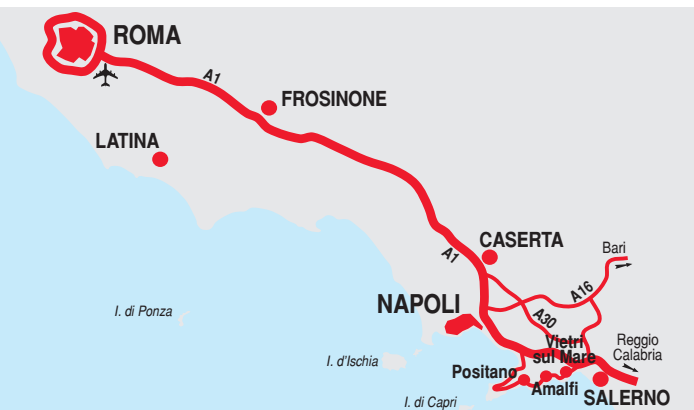 ROMA
A1
FROSINONE
LATINA
CASERTA
A1
Bari
A16
NAPOLI
I. di Ponza
A30
Vietri
sul Mare
Reggio
Calabria
I. d'Ischia
Positano
Amalfi
SALERNO
I. di Capri